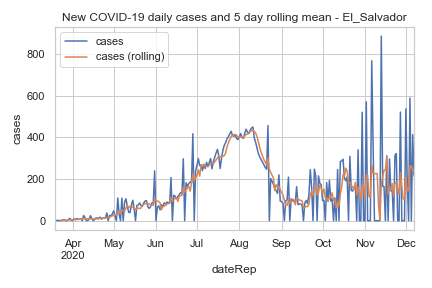 New COVID-19 daily cases and 5 day rolling mean - El_Salvador
cases
cases (rolling)
800
600
400
200
0
cases
Apr
2020
May
Jun
Jul
Aug
Sep
Oct
Nov
Dec
dateRep